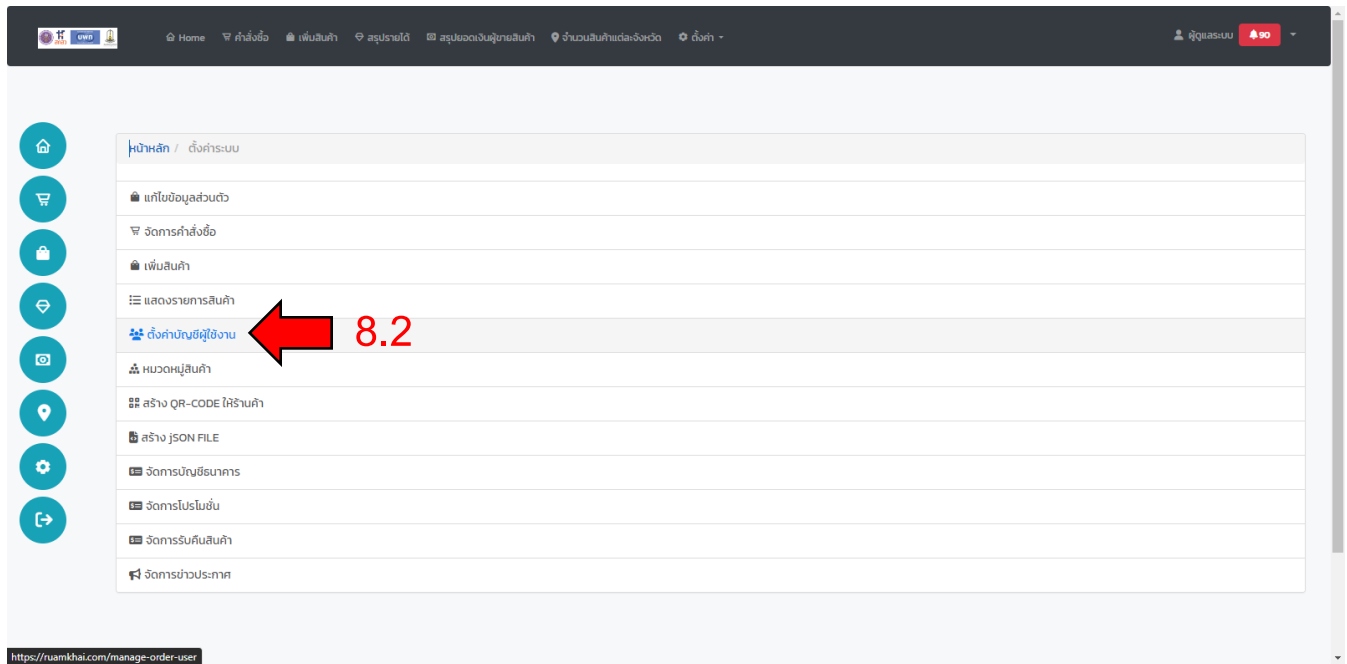 Home คำสั่งซื้อ เพิ่มสินค้า สรุปรายได้ สรุปยอดเงินผู้ขายสินค้า จำนวนสินค้าแต่ละจังหวัด ตั้งค่า ผู้ดูแลระบบ 90
หน้าหลัก / ตั้งค่าระบบ
แก้ไขข้อมูลส่วนตัว
จัดการคำสั่งซื้อ
เพิ่มสินค้า
แสดงรายการสินค้า
ตั้งค่าบัญชีผู้ใช้งาน 8.2
หมวดหมู่สินค้า
สร้าง QR-CODE ให้ร้านค้า
สร้าง jSON FILE
จัดการบัญชีธนาคาร
จัดการโปรโมชั่น
จัดการรับคืนสินค้า
จัดการข่าวประกาศ
https://ruamkhai.com/manage-order-user